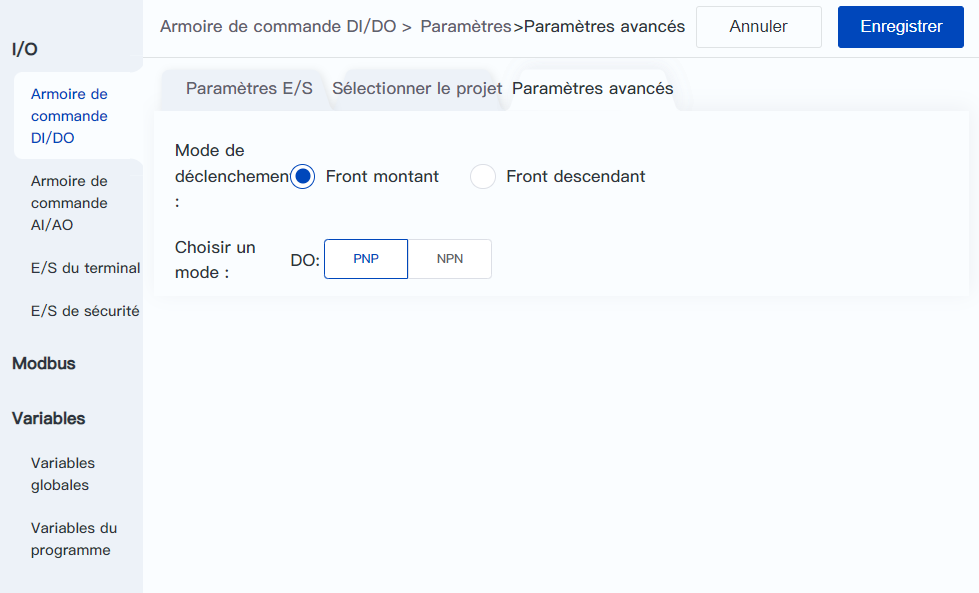 I/O
Armoire de
commande
DI/DO
Armoire de
commande
AI/AO
E/S du terminal
E/S de sécurité
Modbus
Variables
Variables
globales
Variables du
programme
Armoire de commande DI/DO > Paramètres>Paramètres avancés
Annuler
Enregistrer
Paramètres E/S
Sélectionner le projet
Paramètres avancés
Mode de
déclenchemen
:
Front montant
Front descendant
Choisir un
mode :
DO:
PNP
NPN